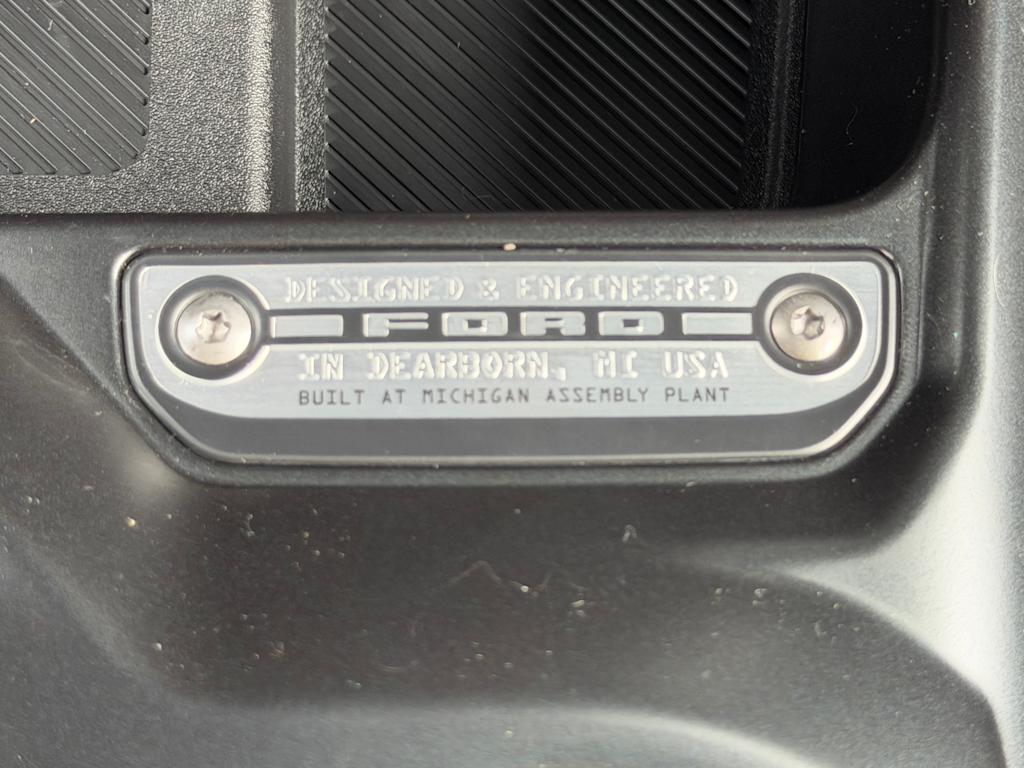 DESIGNED & ENGINEERED
FORD
IN DEARBORN, MI USA
BUILT AT MICHIGAN ASSEMBLY PLANT